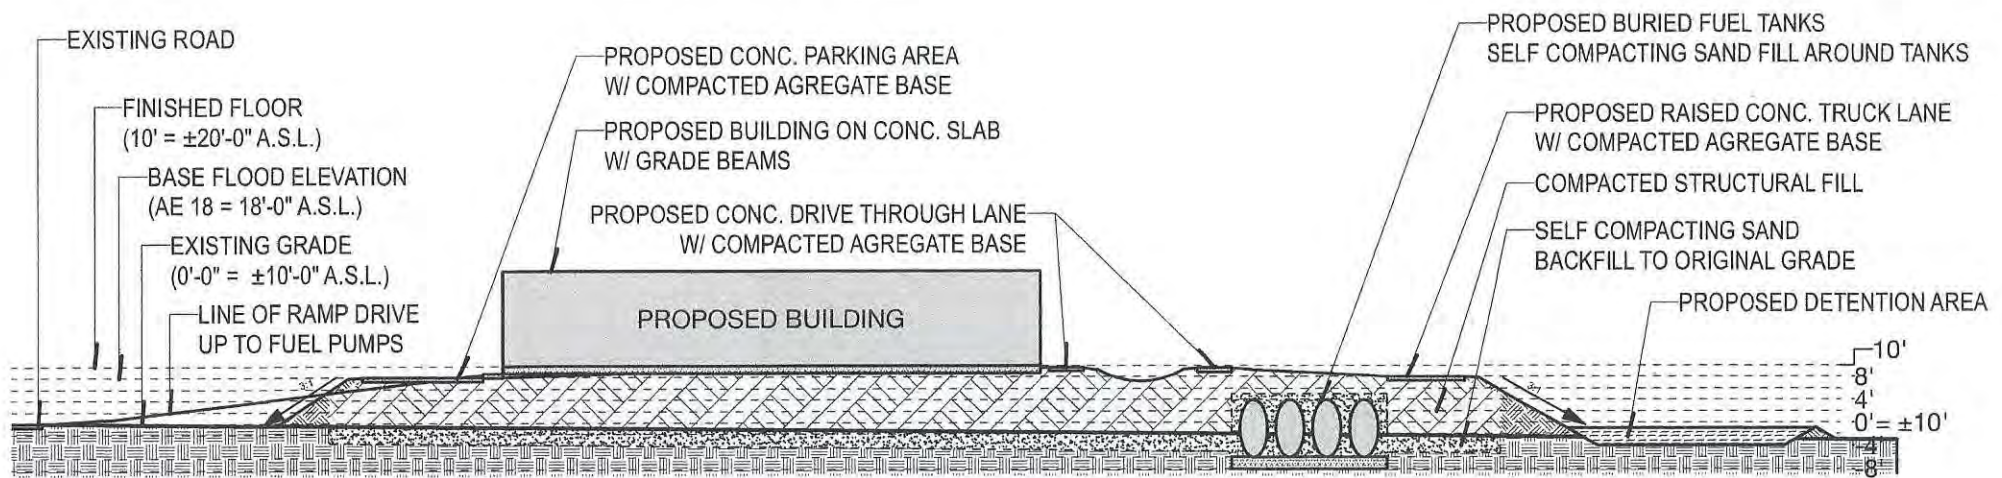 EXISTING ROAD
FINISHED FLOOR
(10' = ±20'-0" A.S.L.)
BASE FLOOD ELEVATION
(AE 18 = 18'-0" A.S.L.)
EXISTING GRADE
(0'-0" = ±10'-0" A.S.L.)
LINE OF RAMP DRIVE
UP TO FUEL PUMPS
PROPOSED CONC. PARKING AREA
W/ COMPACTED AGREGATE BASE
PROPOSED BUILDING ON CONC. SLAB
W/ GRADE BEAMS
PROPOSED CONC. DRIVE THROUGH LANE
W/ COMPACTED AGREGATE BASE
PROPOSED BUILDING
PROPOSED BURIED FUEL TANKS
SELF COMPACTING SAND FILL AROUND TANKS
PROPOSED RAISED CONC. TRUCK LANE
W/ COMPACTED AGREGATE BASE
COMPACTED STRUCTURAL FILL
SELF COMPACTING SAND
BACKFILL TO ORIGINAL GRADE
PROPOSED DETENTION AREA
3:1
3:1
10'
8'
4'
0' = ±10'
-4'
-8'